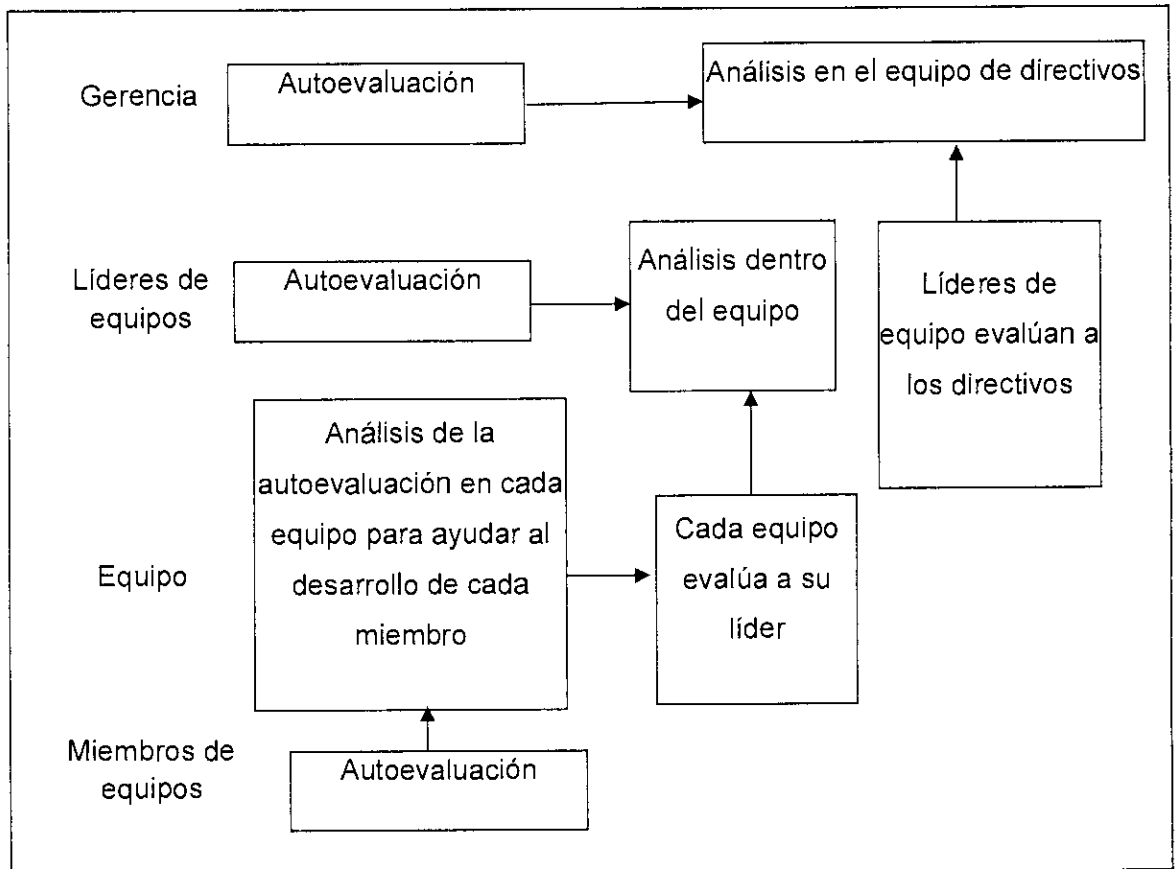 Gerencia
Autoevaluación
Análisis en el equipo de directivos
Líderes de
equipos
Autoevaluación
Análisis dentro
del equipo
Líderes de
equipo evalúan a
los directivos
Equipo
Análisis de la
autoevaluación en cada
equipo para ayudar al
desarrollo de cada
miembro
Cada equipo
evalúa a su
líder
Miembros de
equipos
Autoevaluación